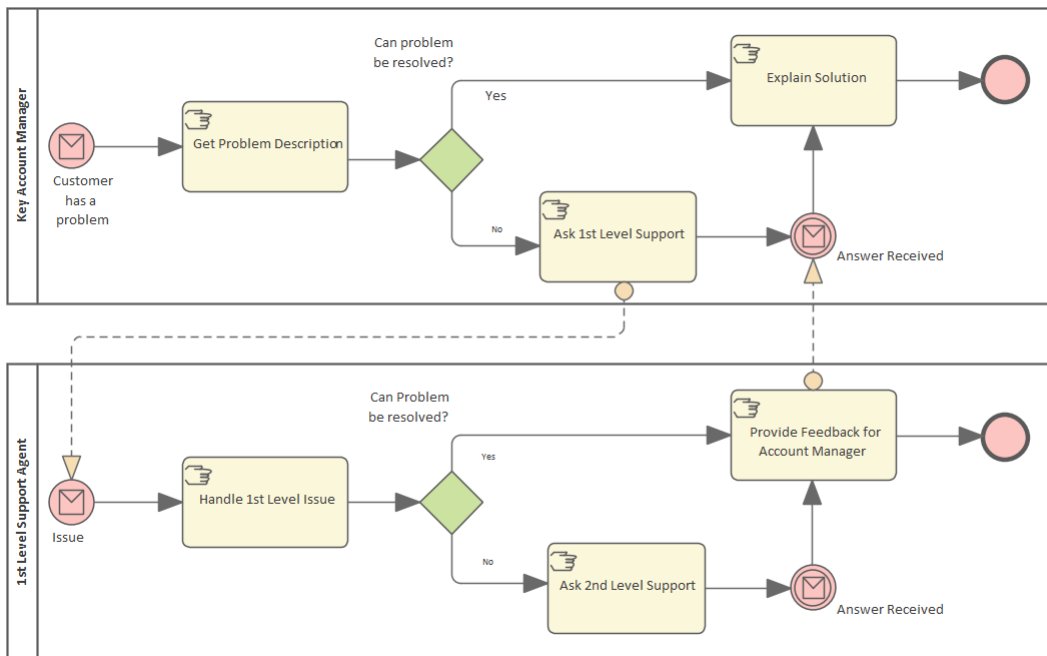 Key Account Manager
Customer
has a
problem
Get Problem Description
Can problem
be resolved?
Yes
No
Ask 1st Level Support
Explain Solution
Answer Received
1st Level Support Agent
Issue
Handle 1st Level Issue
Can Problem
be resolved?
Yes
No
Ask 2nd Level Support
Provide Feedback for
Account Manager
Answer Received